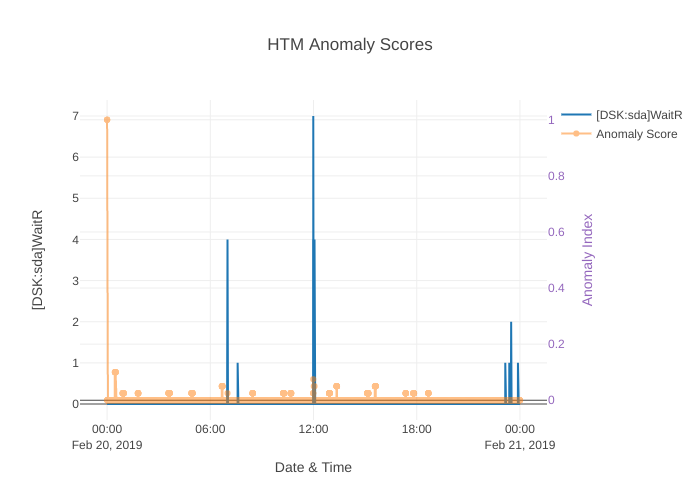 HTM Anomaly Scores
[DSK:sda]WaitR
Anomaly Score
7
6
5
4
3
2
1
0
[DSK:sda]WaitR
1
0.8
0.6
0.4
0.2
0
Anomaly Index
00:00
06:00
12:00
18:00
00:00
Feb 20, 2019
Feb 21, 2019
Date & Time